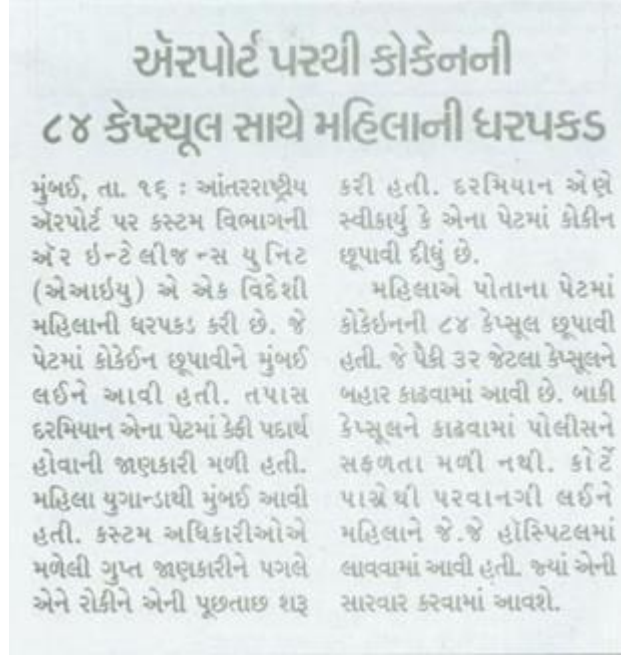 ઍરપોર્ટ પરથી કોકેનની
૮૪ કેપ્સ્યૂલ સાથે મહિલાની ધરપકડ
મુંબઈ, તા. ૧૬ : આંતરરાષ્ટ્રીય
ઍરપોર્ટ પર કસ્ટમ વિભાગની
ઍર ઇન્ટેલીજન્સ યુનિટ
(એઆઇયુ) એ એક વિદેશી
મહિલાની ધરપકડ કરી છે. જે
પેટમાં કોકેઈન છૂપાવીને મુંબઈ
લઈને આવી હતી. તપાસ
દરમિયાન એના પેટમાં કેફી પદાર્થ
હોવાની જાણકારી મળી હતી.
મહિલા યુગાન્ડાથી મુંબઈ આવી
હતી. કસ્ટમ અધિકારીઓએ
મળેલી ગુપ્ત જાણકારીને પગલે
એને રોકીને એની પૂછતાછ શરૂ
કરી હતી. દરમિયાન એણે
સ્વીકાર્યુ કે એના પેટમાં કોકીન
છૂપાવી દીધું છે.
મહિલાએ પોતાના પેટમાં
કોકેઇનની ૮૪ કેપ્સૂલ છૂપાવી
હતી. જે પૈકી ૩૨ જેટલા કેપ્સૂલને
બહાર કાઢવામાં આવી છે. બાકી
કેપ્સૂલને કાઢવામાં પોલીસને
સફળતા મળી નથી. કોર્ટે
પાગ્રેથી પરવાનગી લઈને
મહિલાને જે.જે હૉસ્પિટલમાં
લાવવામાં આવી હતી. જ્યાં એની
સારવાર કરવામાં આવશે.